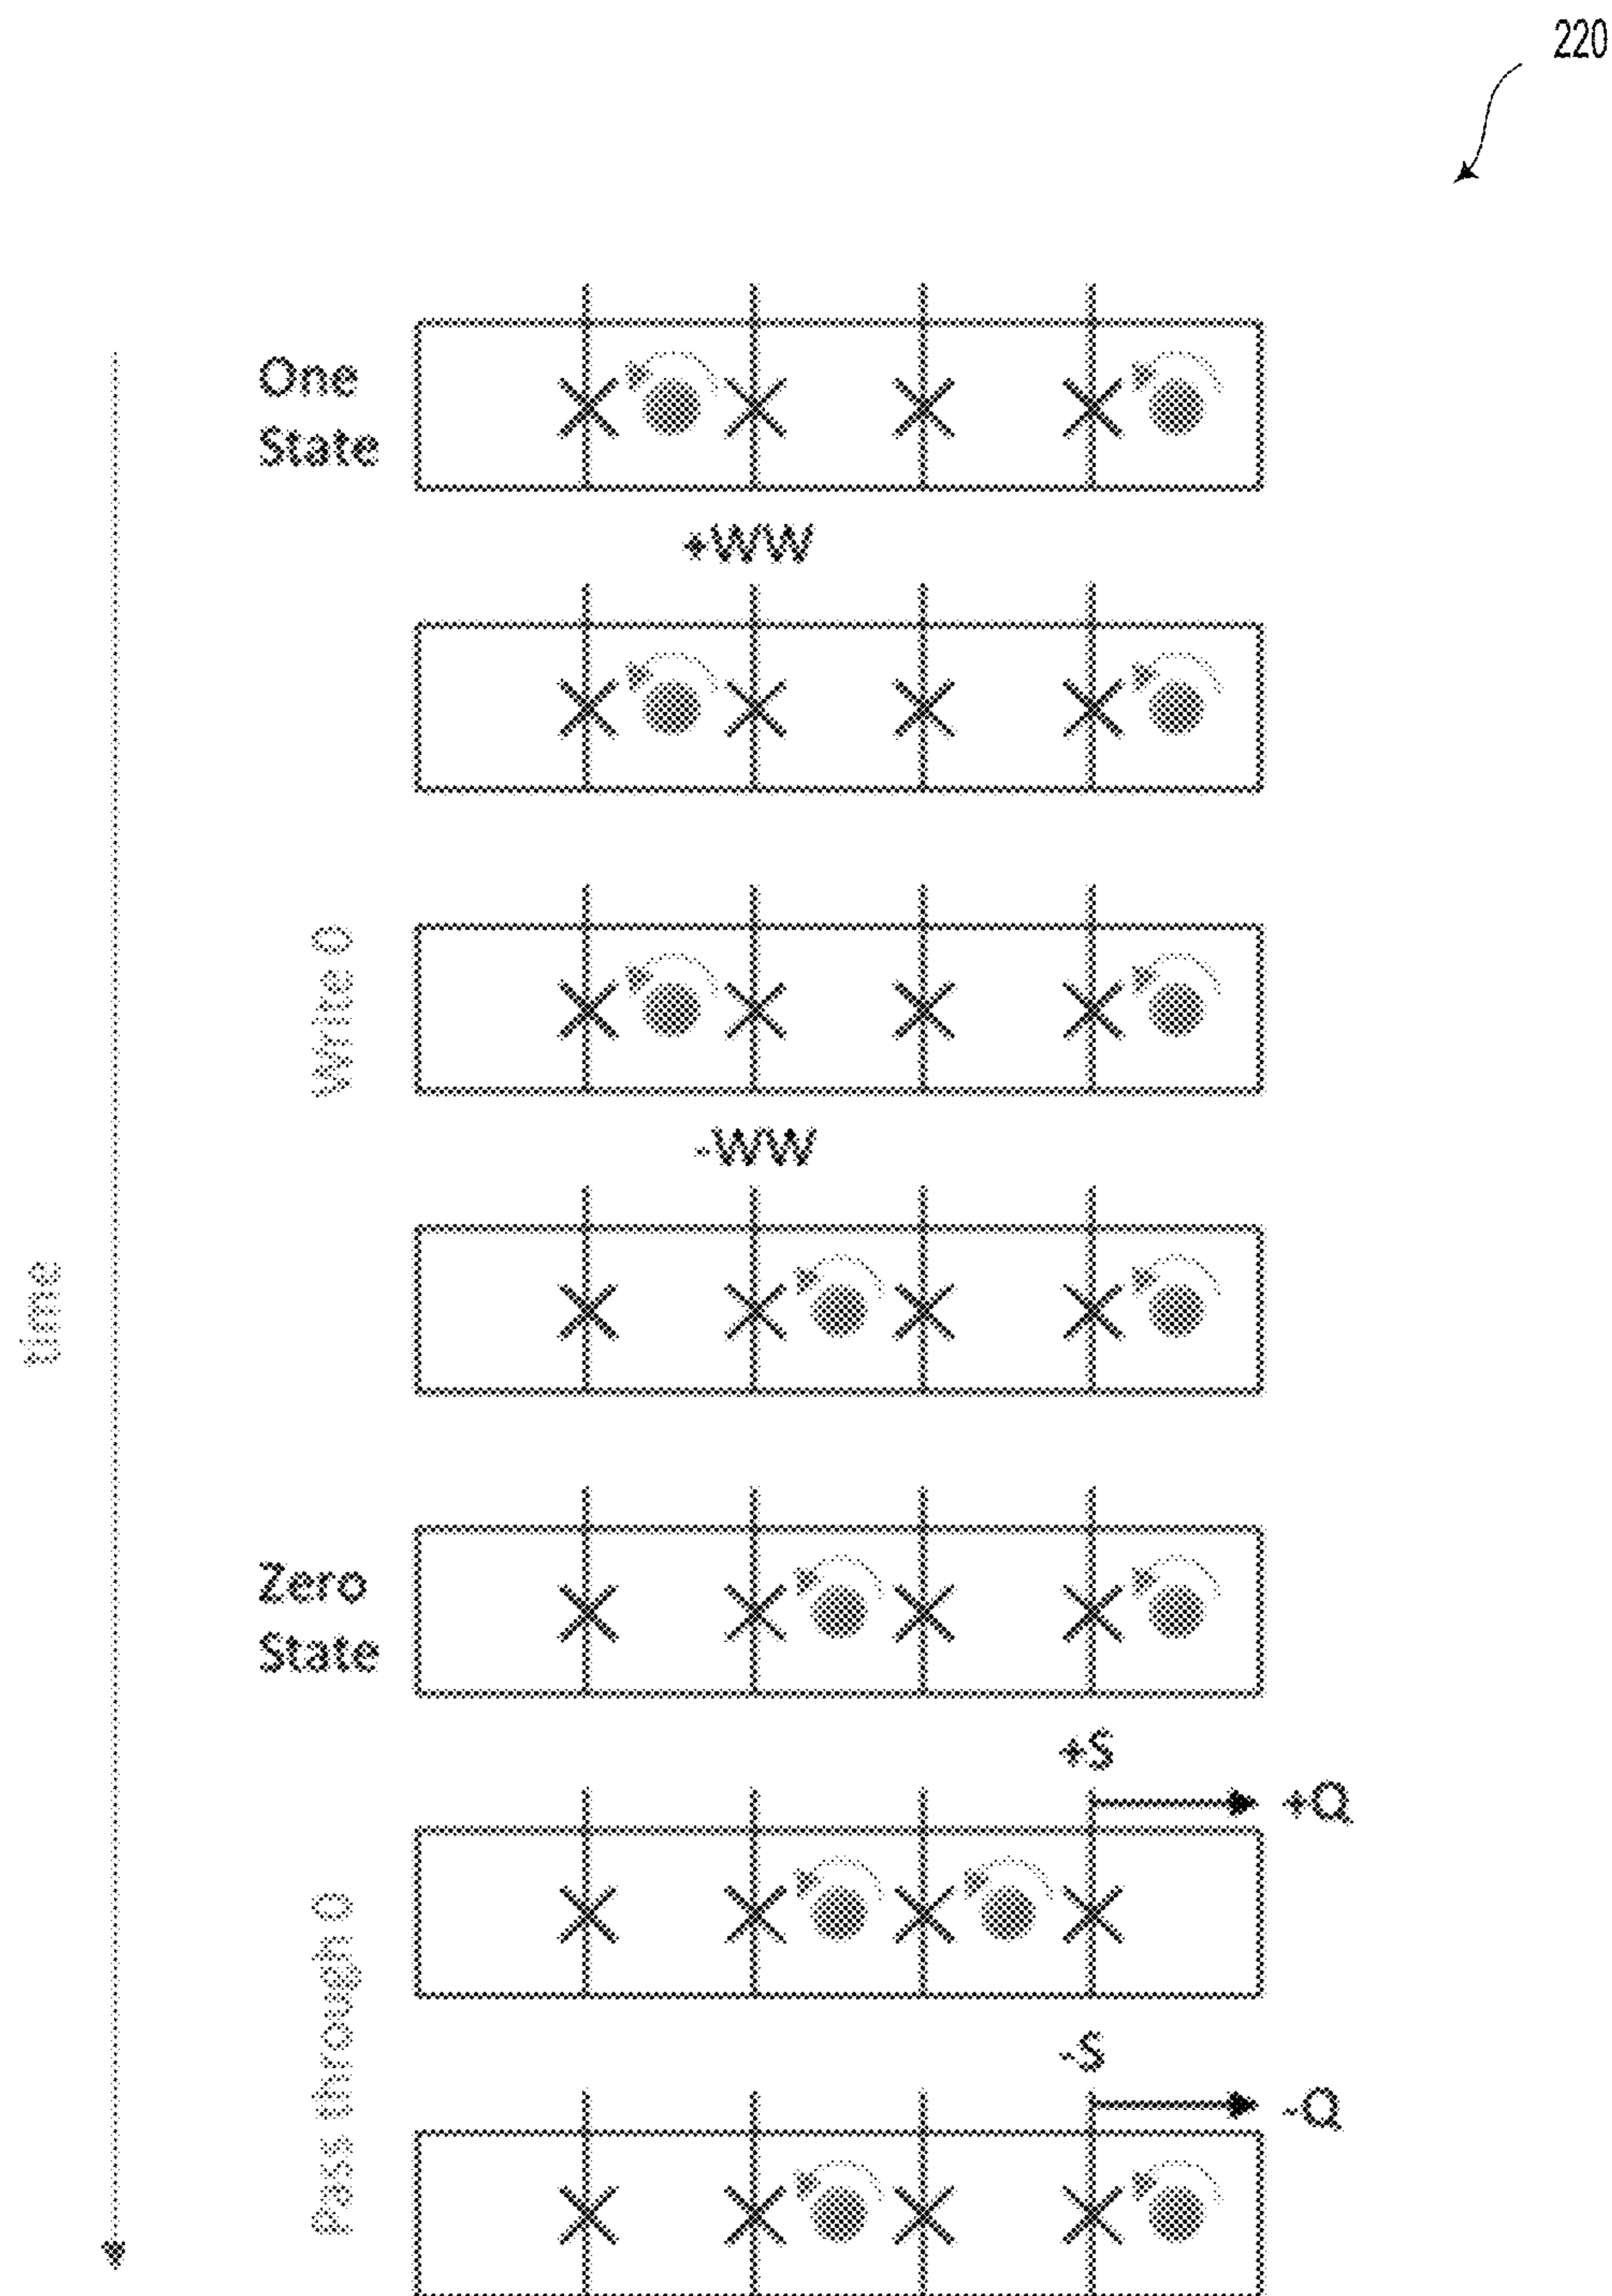 220
One
State
+WW
Write 0
-WW
time
Zero
State
+S
+Q
Pass through 0
-S
-Q